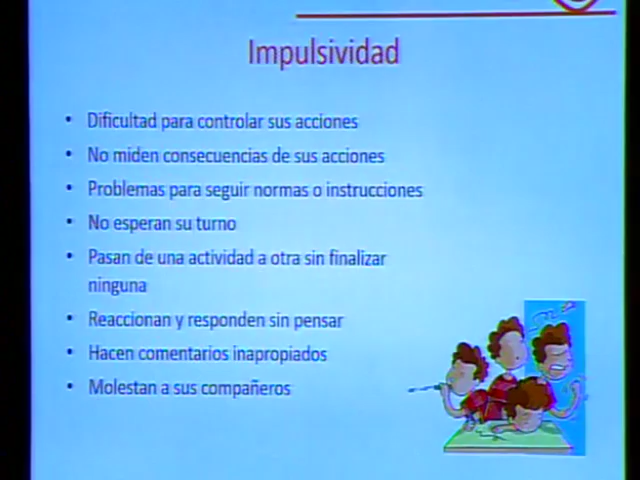 Impulsividad
• Dificultad para controlar sus acciones
• No miden consecuencias de sus acciones
• Problemas para seguir normas o instrucciones
• No esperan su turno
• Pasan de una actividad a otra sin finalizar
ninguna
• Reaccionan y responden sin pensar
• Hacen comentarios inapropiados
• Molestan a sus compañeros